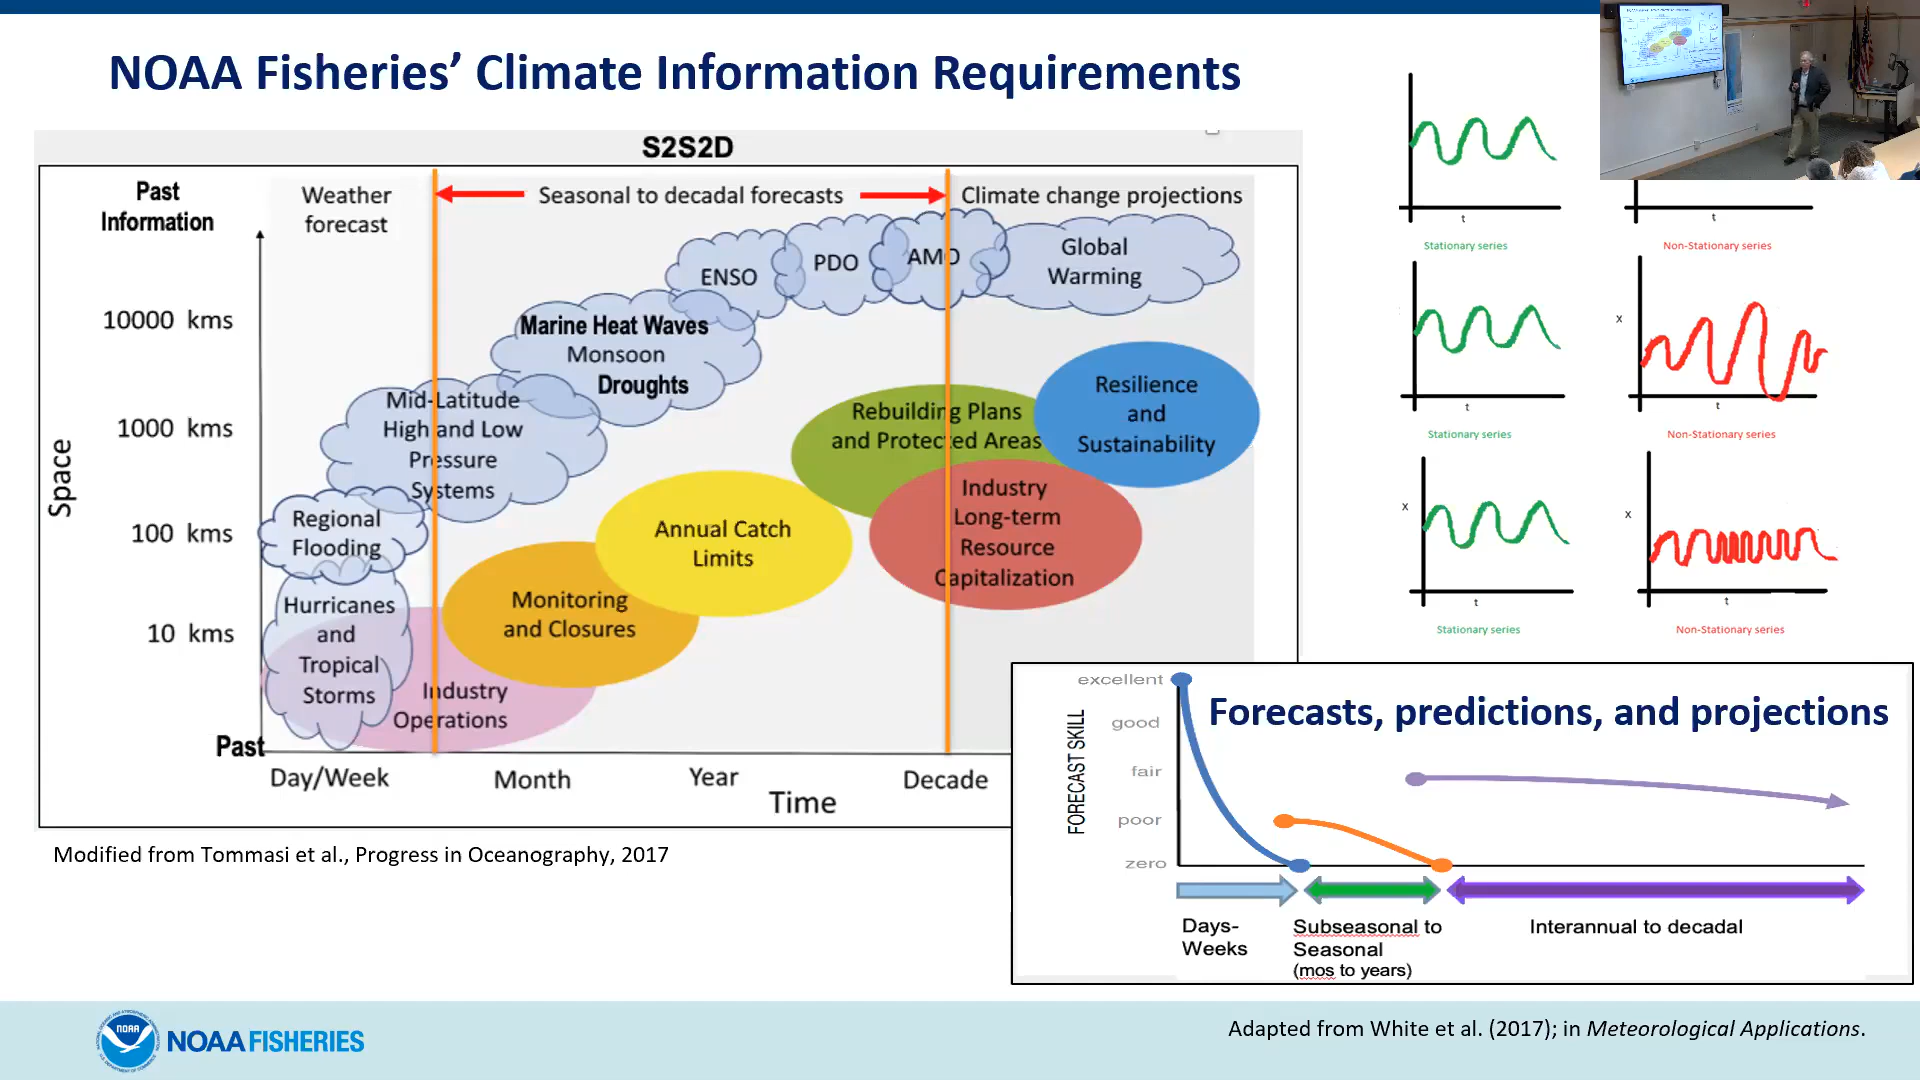 NOAA Fisheries’ Climate Information Requirements
S2S2D
Past
Information
Weather
forecast
Seasonal to decadal forecasts
Climate change projections
ENSO
PDO
AMO
Global
Warming
10000 kms
Marine Heat Waves
Monsoon
Droughts
Mid-Latitude
High and Low
Pressure
Systems
1000 kms
Rebuilding Plans
and Protected Areas
Resilience
and
Sustainability
Space
100 kms
Regional
Flooding
Annual Catch
Limits
Industry
Long-term
Resource
Capitalization
10 kms
Hurricanes
and
Tropical
Storms
Monitoring
and Closures
Industry
Operations
Past
Day/Week
Month
Year
Decade
Time
Modified from Tommasi et al., Progress in Oceanography, 2017
t
Stationary series
t
Non-Stationary series
t
Stationary series
x
t
Non-Stationary series
x
t
Stationary series
x
t
Non-Stationary series
Forecasts, predictions, and projections
FORECAST SKILL
excellent
good
fair
poor
zero
Days-
Weeks
Subseasonal to
Seasonal
(mos to years)
Interannual to decadal
NOAA
NOAA FISHERIES
Adapted from White et al. (2017); in Meteorological Applications.